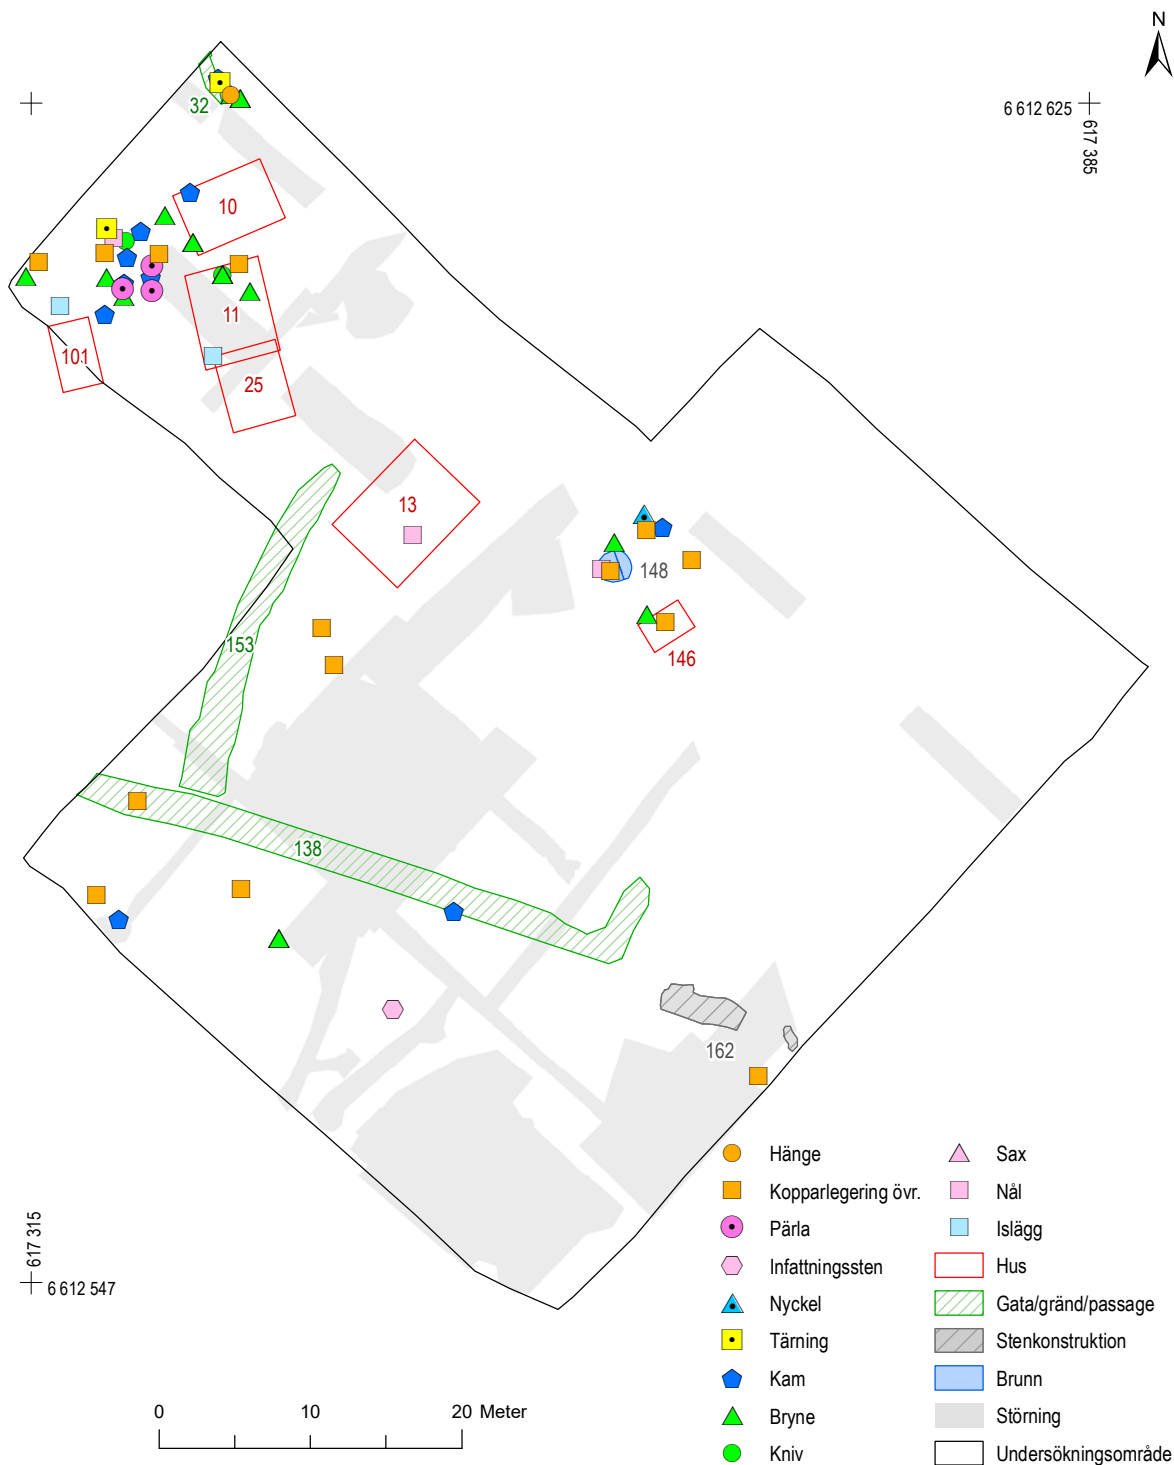 N
6 612 625
617 385
32
10
11
101
25
13
148
146
153
138
162
617 315
6 612 547
Hänge
Kopparlegering övr.
Pärla
Infattningssten
Nyckel
Tärning
Kam
Bryne
Kniv
Sax
Nål
Islägg
Hus
Gata/gränd/passage
Stenkonstruktion
Brunn
Störning
Undersökningsområde
0 10 20 Meter